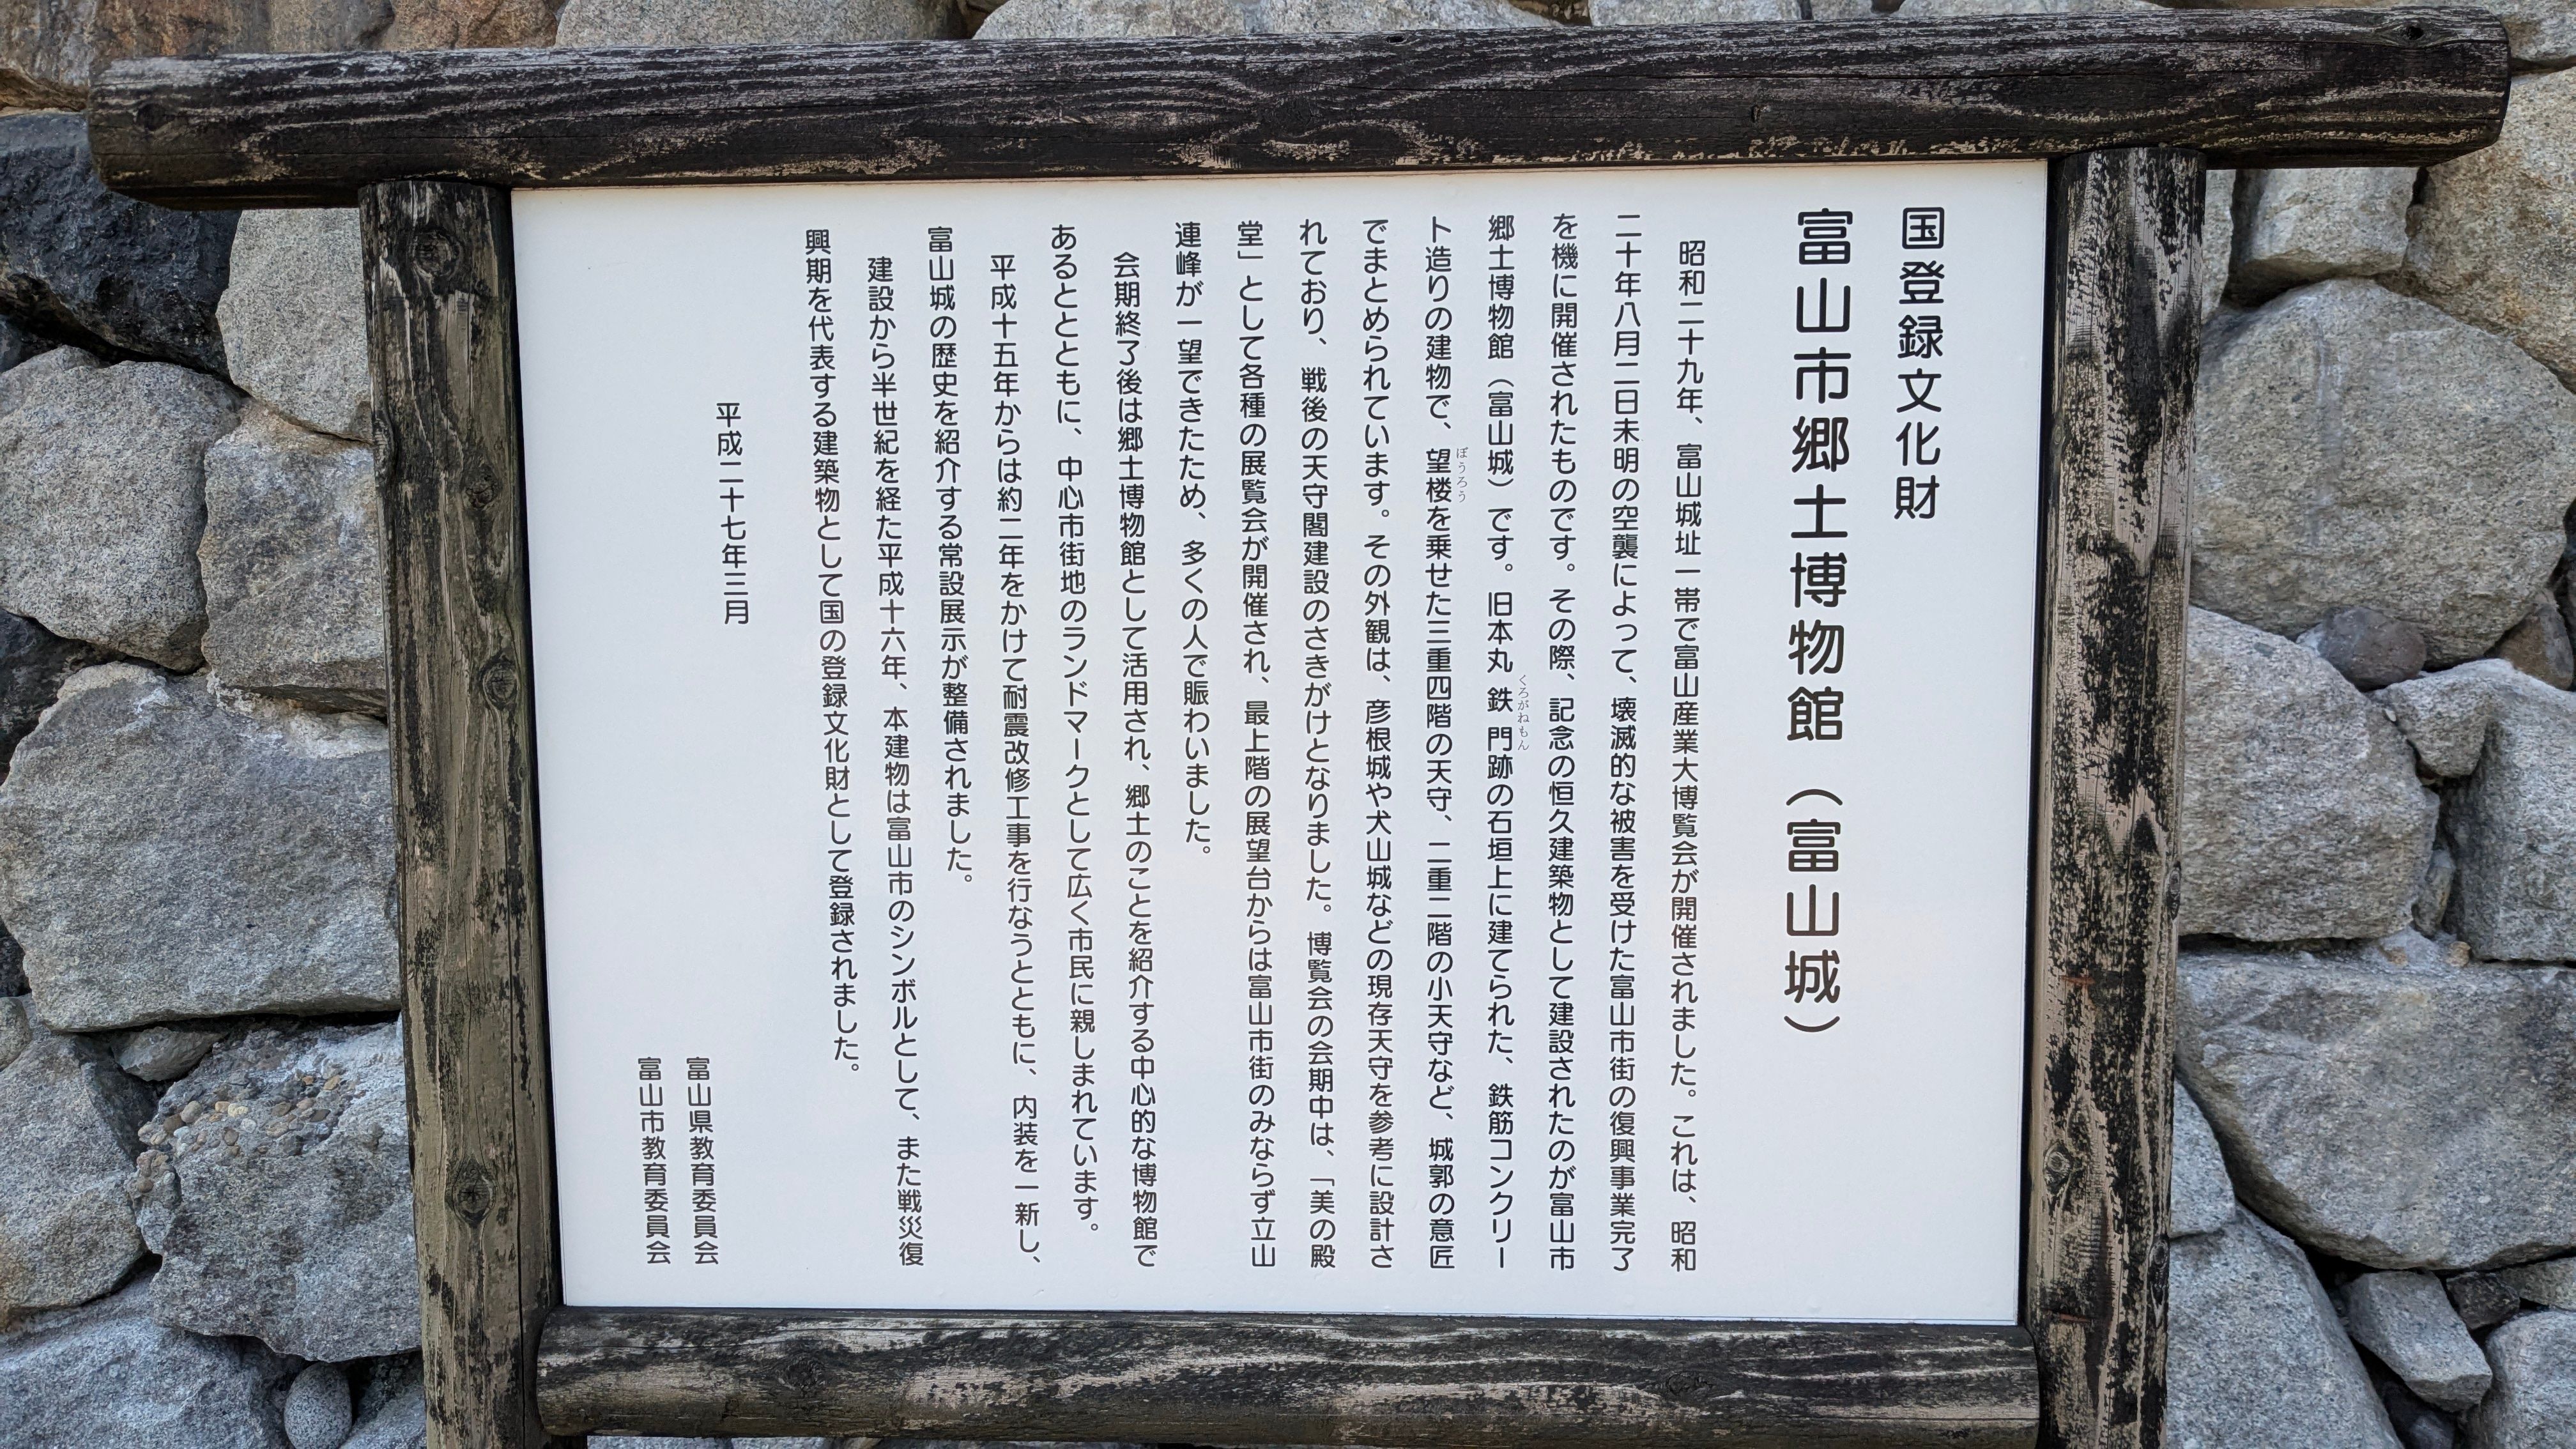 国登録文化財
富山市郷土博物館（富山城）
昭和二十九年、富山城址一帯で富山産業大博覧会が開催されました。これは、昭和
二十年八月二日未明の空襲によって、壊滅的な被害を受けた富山市街の復興事業完了
を機に開催されたものです。その際、記念の恒久建築物として建設されたのが富山市
郷土博物館（富山城）です。旧本丸鉄門跡の石垣上に建てられた、鉄筋コンクリー
くろがねもん
ト造りの建物で、望楼を乗せた三重四階の天守、二重二階の小天守など、城郭の意匠
ぼうろう
でまとめられています。その外観は、彦根城や犬山城などの現存天守を参考に設計さ
れており、戦後の天守閣建設のさきがけとなりました。博覧会の会期中は、「美の殿
堂」として各種の展覧会が開催され、最上階の展望台からは富山市街のみならず立山
連峰が一望できたため、多くの人で賑わいました。
会期終了後は郷土博物館として活用され、郷土のことを紹介する中心的な博物館で
あるとともに、中心市街地のランドマークとして広く市民に親しまれています。
平成十五年からは約二年をかけて耐震改修工事を行なうとともに、内装を一新し、
富山城の歴史を紹介する常設展示が整備されました。
建設から半世紀を経た平成十六年、本建物は富山市のシンボルとして、また戦災復
興期を代表する建築物として国の登録文化財として登録されました。
平成二十七年三月
富山県教育委員会
富山市教育委員会